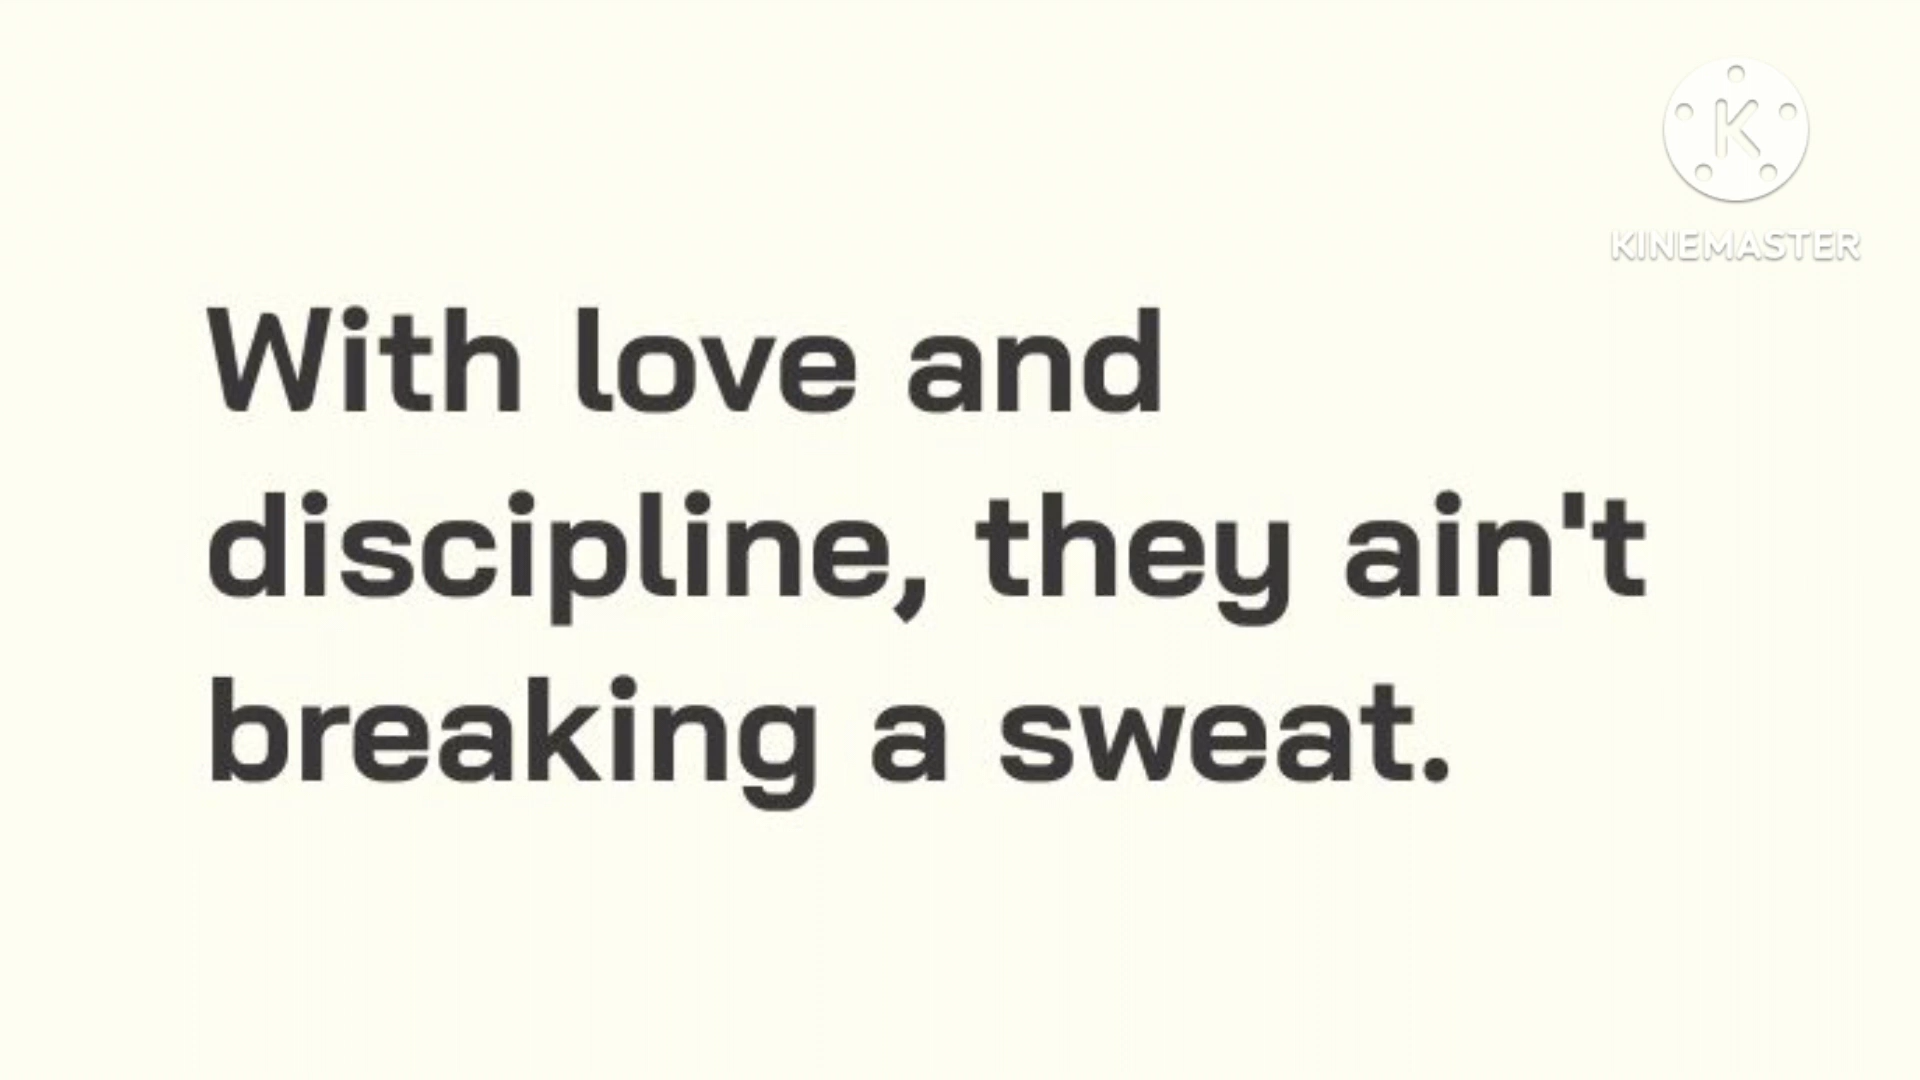 K
KINEMASTER
With love and
discipline, they ain't
breaking a sweat.